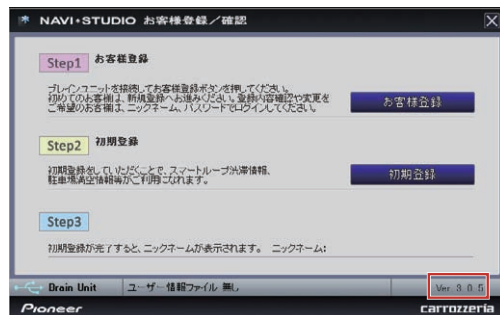 NAVI•STUDIO お客様登録／確認
Step1 お客様登録
ブレインユニットを接続してお客様登録ボタンを押してください。
初めてのお客様は、新規登録へお進みください。登録内容確認や変更を
ご希望のお客様は、ニックネーム、パスワードでログインしてください。
お客様登録
Step2 初期登録
初期登録をしていただくことで、スマートループ渋滞情報、
駐車場満空情報等がご利用になれます。
初期登録
Step3
初期登録が完了すると、ニックネームが表示されます。 ニックネーム:
Brain Unit ユーザー情報ファイル 無し
Ver. 3. 0. 5
Pioneer carrozzeria